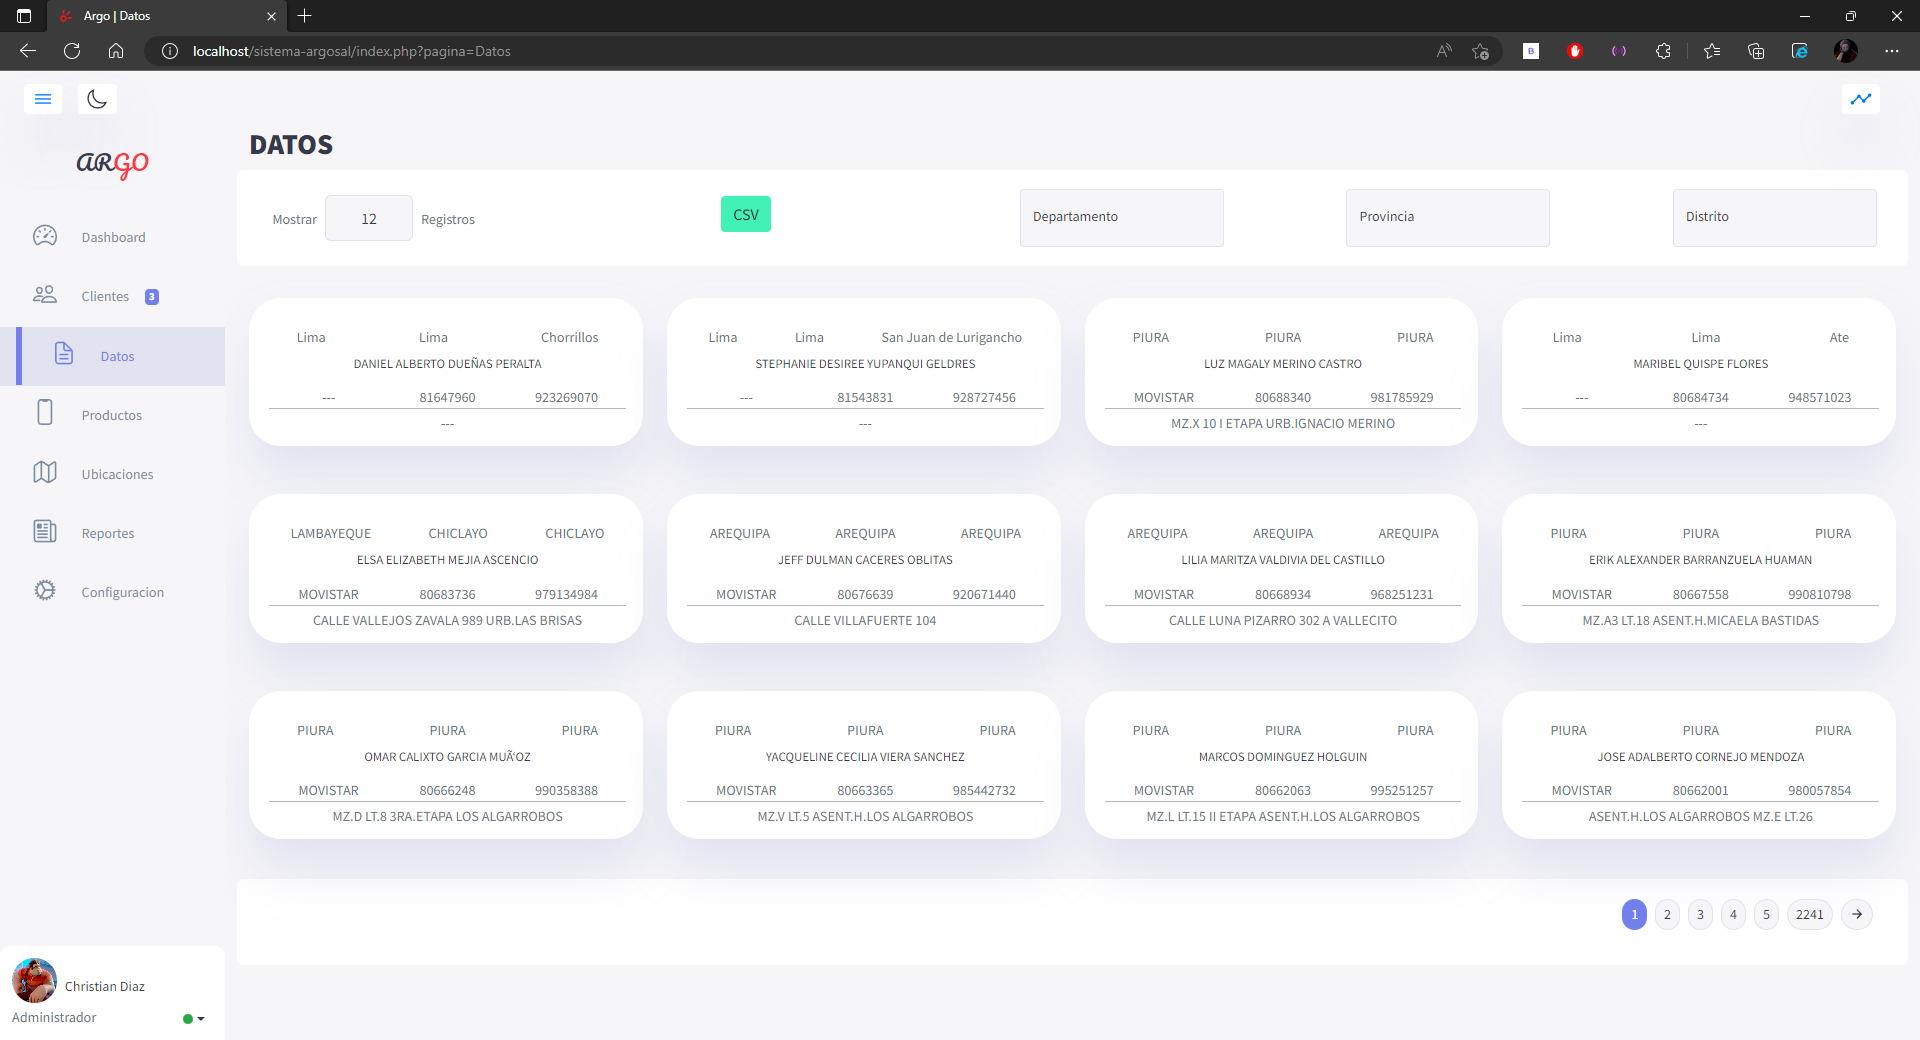 Argo | Datos
localhost/sistema-argosal/index.php?pagina=Datos
ARGO
Dashboard
Clientes 3
Datos
Productos
Ubicaciones
Reportes
Configuracion
Christian Diaz
Administrador
DATOS
Mostrar 12 Registros CSV Departamento Provincia Distrito
Lima Lima Chorrillos
DANIEL ALBERTO DUEÑAS PERALTA
--- 81647960 923269070
---
Lima Lima San Juan de Lurigancho
STEPHANIE DESIREE YUPANQUI GELDRES
--- 81543831 928727456
---
PIURA PIURA PIURA
LUZ MAGALY MERINO CASTRO
MOVISTAR 80688340 981785929
MZ.X 10 I ETAPA URB.IGNACIO MERINO
Lima Lima Ate
MARIBEL QUISPE FLORES
--- 80684734 948571023
---
LAMBAYEQUE CHICLAYO CHICLAYO
ELSA ELIZABETH MEJIA ASCENCIO
MOVISTAR 80683736 979134984
CALLE VALLEJOS ZAVALA 989 URB.LAS BRISAS
AREQUIPA AREQUIPA AREQUIPA
JEFF DULMAN CACERES OBLITAS
MOVISTAR 80676639 920671440
CALLE VILLAFUERTE 104
AREQUIPA AREQUIPA AREQUIPA
LILIA MARITZA VALDIVIA DEL CASTILLO
MOVISTAR 80668934 968251231
CALLE LUNA PIZARRO 302 A VALLECITO
PIURA PIURA PIURA
ERIK ALEXANDER BARRANZUELA HUAMAN
MOVISTAR 80667558 990810798
MZ.A3 LT.18 ASENT.H.MICAELA BASTIDAS
PIURA PIURA PIURA
OMAR CALIXTO GARCIA MUÃ‘OZ
MOVISTAR 80666248 990358388
MZ.D LT.8 3RA.ETAPA LOS ALGARROBOS
PIURA PIURA PIURA
YACQUELINE CECILIA VIERA SANCHEZ
MOVISTAR 80663365 985442732
MZ.V LT.5 ASENT.H.LOS ALGARROBOS
PIURA PIURA PIURA
MARCOS DOMINGUEZ HOLGUIN
MOVISTAR 80662063 995251257
MZ.L LT.15 II ETAPA ASENT.H.LOS ALGARROBOS
PIURA PIURA PIURA
JOSE ADALBERTO CORNEJO MENDOZA
MOVISTAR 80662001 980057854
ASENT.H.LOS ALGARROBOS MZ.E LT.26
1 2 3 4 5 2241 →